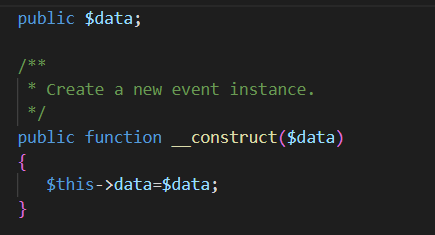 public $data;
/**
 * Create a new event instance.
 */
public function __construct($data)
{
   $this->data=$data;
}